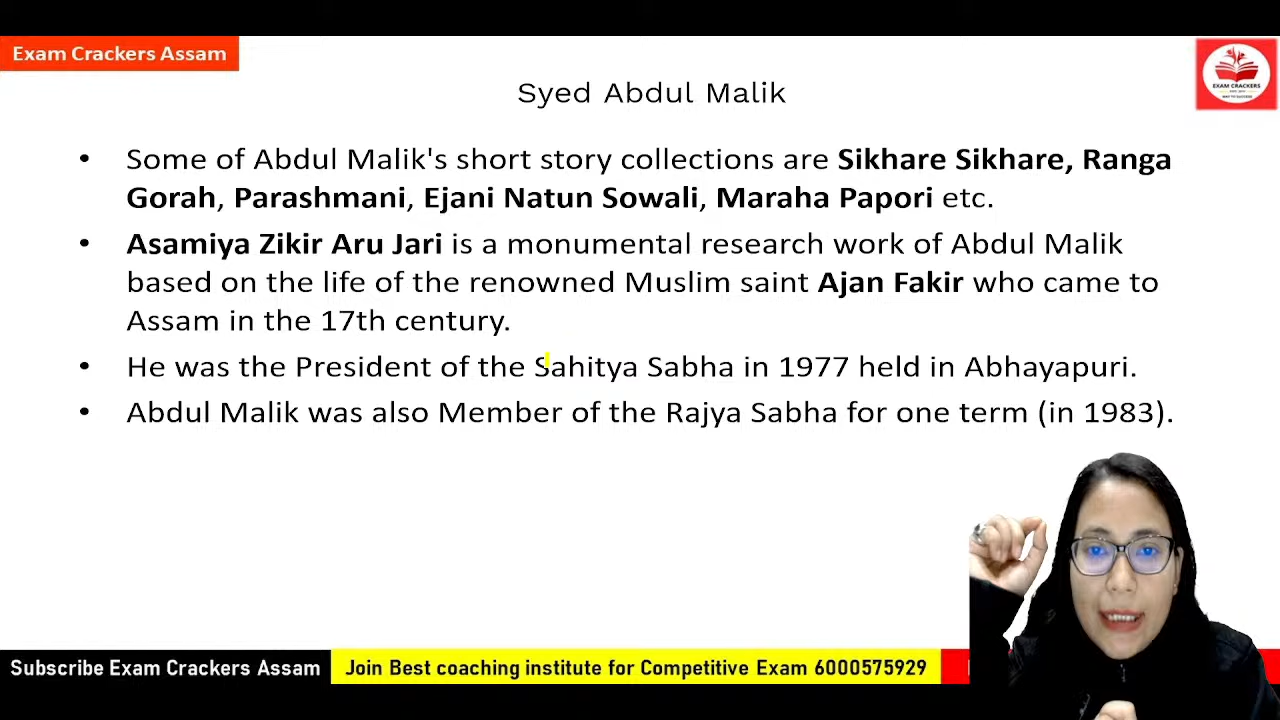 Exam Crackers Assam
EXAM CRACKERS
WAY TO SUCCESS
Syed Abdul Malik
• Some of Abdul Malik's short story collections are Sikhare Sikhare, Ranga
Gorah, Parashmani, Ejani Natun Sowali, Maraha Papori etc.
• Asamiya Zikir Aru Jari is a monumental research work of Abdul Malik
based on the life of the renowned Muslim saint Ajan Fakir who came to
Assam in the 17th century.
• He was the President of the Sahitya Sabha in 1977 held in Abhayapuri.
• Abdul Malik was also Member of the Rajya Sabha for one term (in 1983).
Subscribe Exam Crackers Assam Join Best coaching institute for Competitive Exam 6000575929